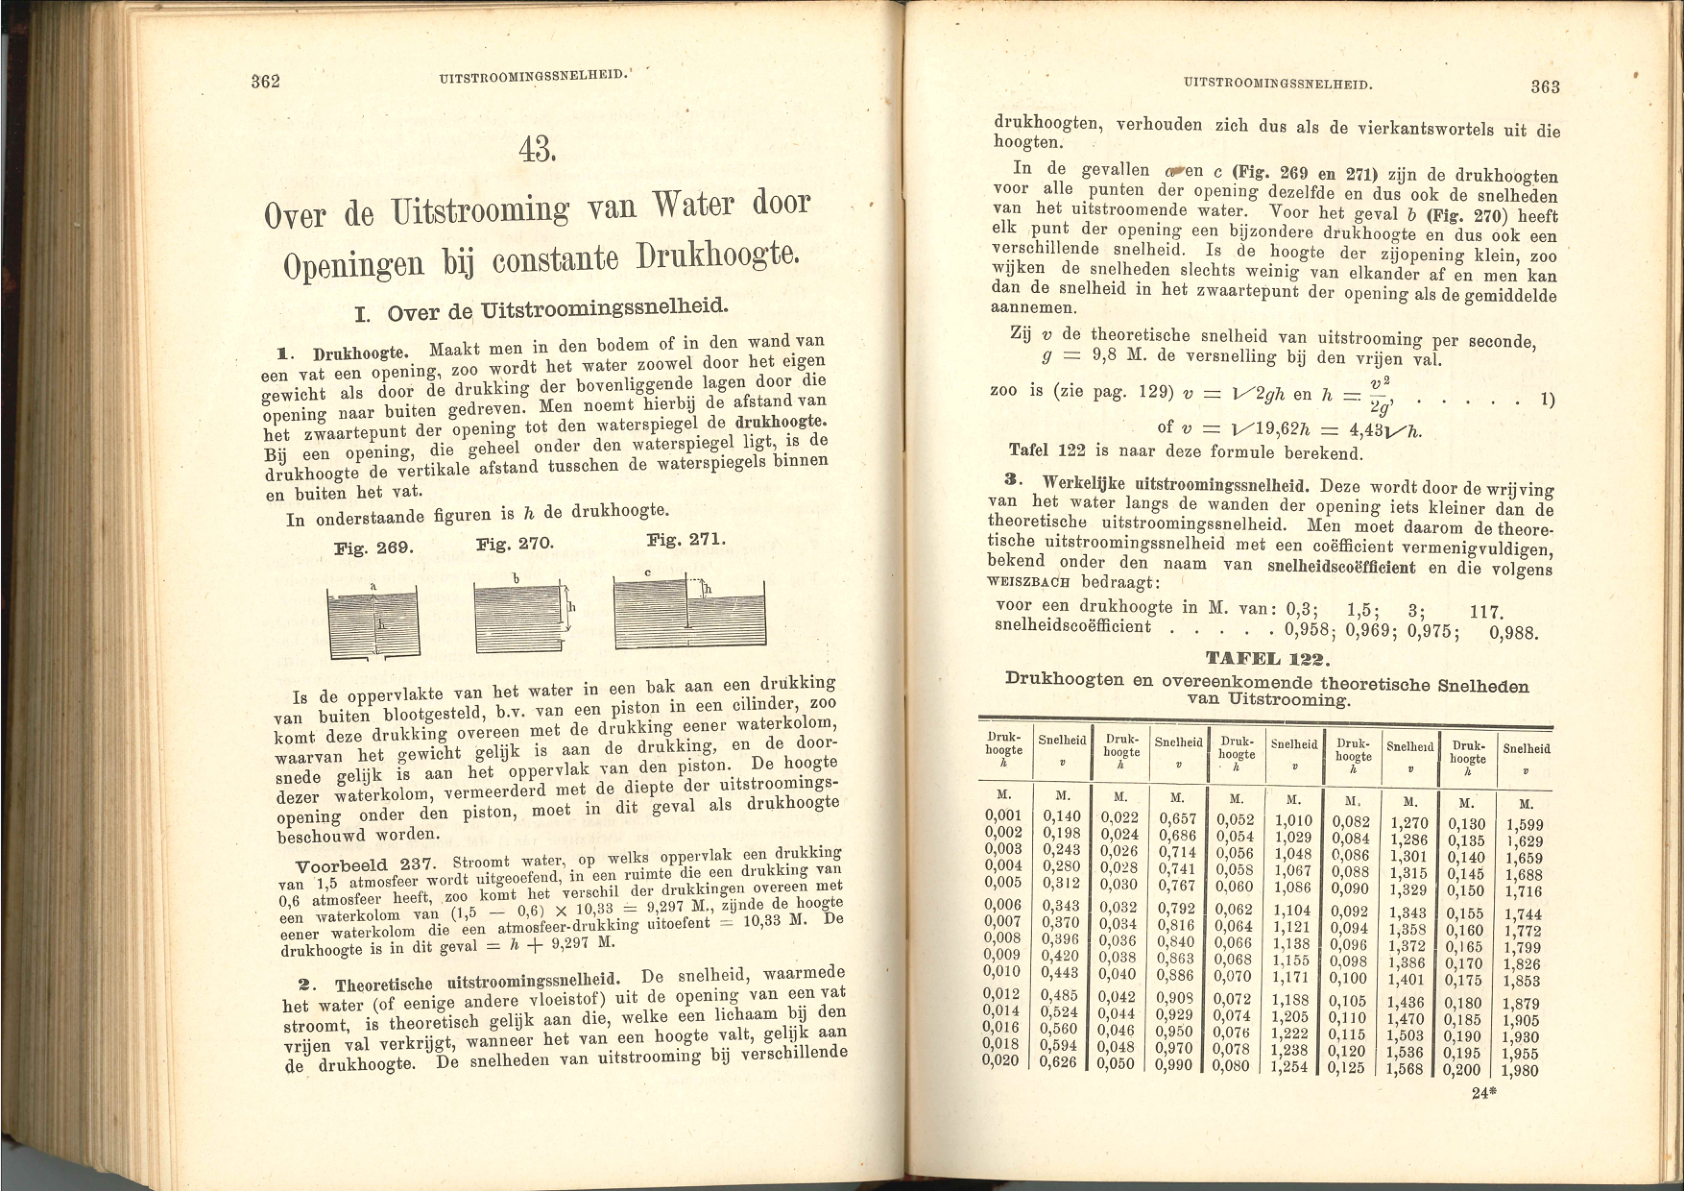 362
UITSTROOMINGSSNELHEID.
43.
Over de Uitstrooming van Water door
Openingen bij constante Drukhoogte.
I. Over de Uitstroomingssnelheid.
1. Drukhoogte. Maakt men in den bodem of in den wand van
een vat een opening, zoo wordt het water zoowel door het eigen
gewicht als door de drukking der bovenliggende lagen door die
opening naar buiten gedreven. Men noemt hierbij de afstand van
het zwaartepunt der opening tot den waterspiegel de drukhoogte.
Bij een opening, die geheel onder den waterspiegel ligt, is de
drukhoogte de vertikale afstand tusschen de waterspiegels binnen
en buiten het vat.
In onderstaande figuren is h de drukhoogte.
Fig. 269. Fig. 270. Fig. 271.
a b c
h h h
Is de oppervlakte van het water in een bak aan een drukking
van buiten blootgesteld, b.v. van een piston in een cilinder, zoo
komt deze drukking overeen met de drukking eener waterkolom,
waarvan het gewicht gelijk is aan de drukking, en de door-
snede gelijk is aan het oppervlak van den piston. De hoogte
dezer waterkolom, vermeerderd met de diepte der uitstroomings-
opening onder den piston, moet in dit geval als drukhoogte
beschouwd worden.
Voorbeeld 237. Stroomt water, op welks oppervlak een drukking
van 1,5 atmosfeer wordt uitgeoefend, in een ruimte die een drukking van
0,6 atmosfeer heeft, zoo komt het verschil der drukkingen overeen met
een waterkolom van (1,5 — 0,6) × 10,33 = 9,297 M., zijnde de hoogte
eener waterkolom die een atmosfeer-drukking uitoefent = 10,33 M. De
drukhoogte is in dit geval = h + 9,297 M.
2. Theoretische uitstroomingssnelheid. De snelheid, waarmede
het water (of eenige andere vloeistof) uit de opening van een vat
stroomt, is theoretisch gelijk aan die, welke een lichaam bij den
vrijen val verkrijgt, wanneer het van een hoogte valt, gelijk aan
de drukhoogte. De snelheden van uitstrooming bij verschillende
UITSTROOMINGSSNELHEID.
363
drukhoogten, verhouden zich dus als de vierkantswortels uit die
hoogten.
In de gevallen a en c (Fig. 269 en 271) zijn de drukhoogten
voor alle punten der opening dezelfde en dus ook de snelheden
van het uitstroomende water. Voor het geval b (Fig. 270) heeft
elk punt der opening een bijzondere drukhoogte en dus ook een
verschillende snelheid. Is de hoogte der zijopening klein, zoo
wijken de snelheden slechts weinig van elkander af en men kan
dan de snelheid in het zwaartepunt der opening als de gemiddelde
aannemen.
Zij v de theoretische snelheid van uitstrooming per seconde,
g = 9,8 M. de versnelling bij den vrijen val.
zoo is (zie pag. 129) v = √2gh en h = v²/2g, . . . . . 1)
of v = √19,62h = 4,43√h.
Tafel 122 is naar deze formule berekend.
3. Werkelijke uitstroomingssnelheid. Deze wordt door de wrijving
van het water langs de wanden der opening iets kleiner dan de
theoretische uitstroomingssnelheid. Men moet daarom de theore-
tische uitstroomingssnelheid met een coëfficient vermenigvuldigen,
bekend onder den naam van snelheidscoëfficient en die volgens
WEISZBACH bedraagt:
voor een drukhoogte in M. van: 0,3; 1,5; 3; 117.
snelheidscoëfficient . . . . . 0,958; 0,969; 0,975; 0,988.
TAFEL 122.
Drukhoogten en overeenkomende theoretische Snelheden
van Uitstrooming.
Druk- Snelheid Druk- Snelheid Druk- Snelheid Druk- Snelheid Druk- Snelheid
hoogte hoogte hoogte hoogte hoogte
h v h v h v h v h v
M. M. M. M. M. M. M. M. M. M.
0,001 0,140 0,022 0,657 0,052 1,010 0,082 1,270 0,130 1,599
0,002 0,198 0,024 0,686 0,054 1,029 0,084 1,286 0,135 1,629
0,003 0,243 0,026 0,714 0,056 1,048 0,086 1,301 0,140 1,659
0,004 0,280 0,028 0,741 0,058 1,067 0,088 1,315 0,145 1,688
0,005 0,312 0,030 0,767 0,060 1,086 0,090 1,329 0,150 1,716
0,006 0,343 0,032 0,792 0,062 1,104 0,092 1,343 0,155 1,744
0,007 0,370 0,034 0,816 0,064 1,121 0,094 1,358 0,160 1,772
0,008 0,396 0,036 0,840 0,066 1,138 0,096 1,372 0,165 1,799
0,009 0,420 0,038 0,863 0,068 1,155 0,098 1,386 0,170 1,826
0,010 0,443 0,040 0,886 0,070 1,171 0,100 1,401 0,175 1,853
0,012 0,485 0,042 0,908 0,072 1,188 0,105 1,436 0,180 1,879
0,014 0,524 0,044 0,929 0,074 1,205 0,110 1,470 0,185 1,905
0,016 0,560 0,046 0,950 0,076 1,222 0,115 1,503 0,190 1,930
0,018 0,594 0,048 0,970 0,078 1,238 0,120 1,536 0,195 1,955
0,020 0,626 0,050 0,990 0,080 1,254 0,125 1,568 0,200 1,980
24*